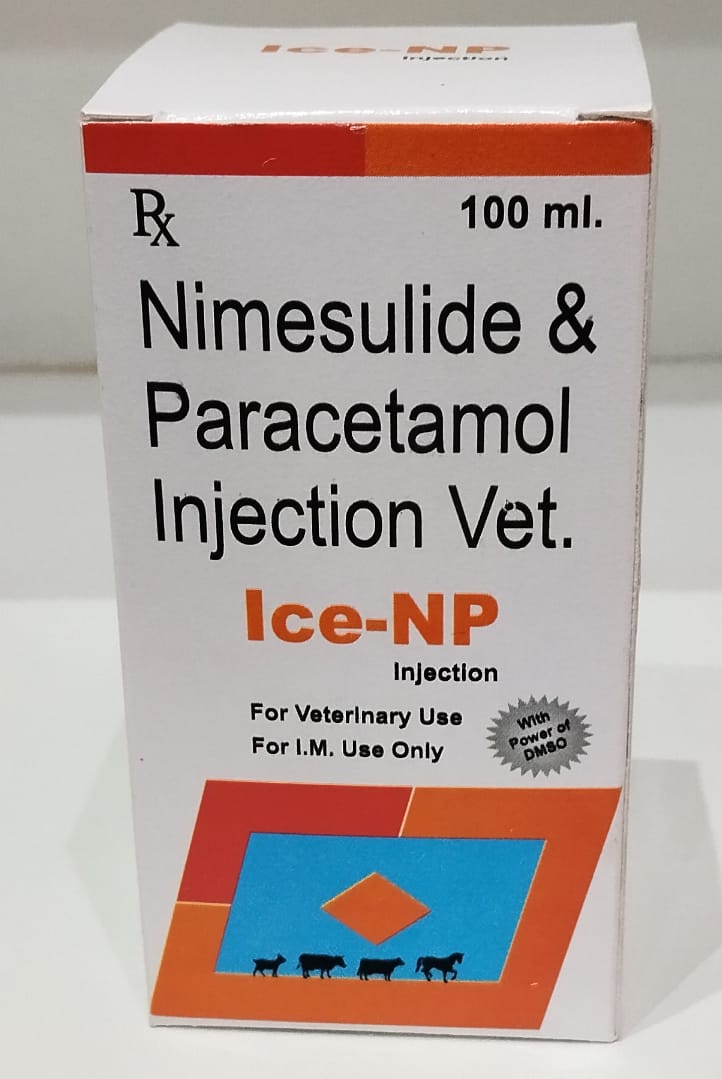 Ice-NP
Injection
Rx
100 ml.
Nimesulide &
Paracetamol
Injection Vet.
Ice-NP
Injection
For Veterinary Use
For I.M. Use Only
With
Power of
DMSO